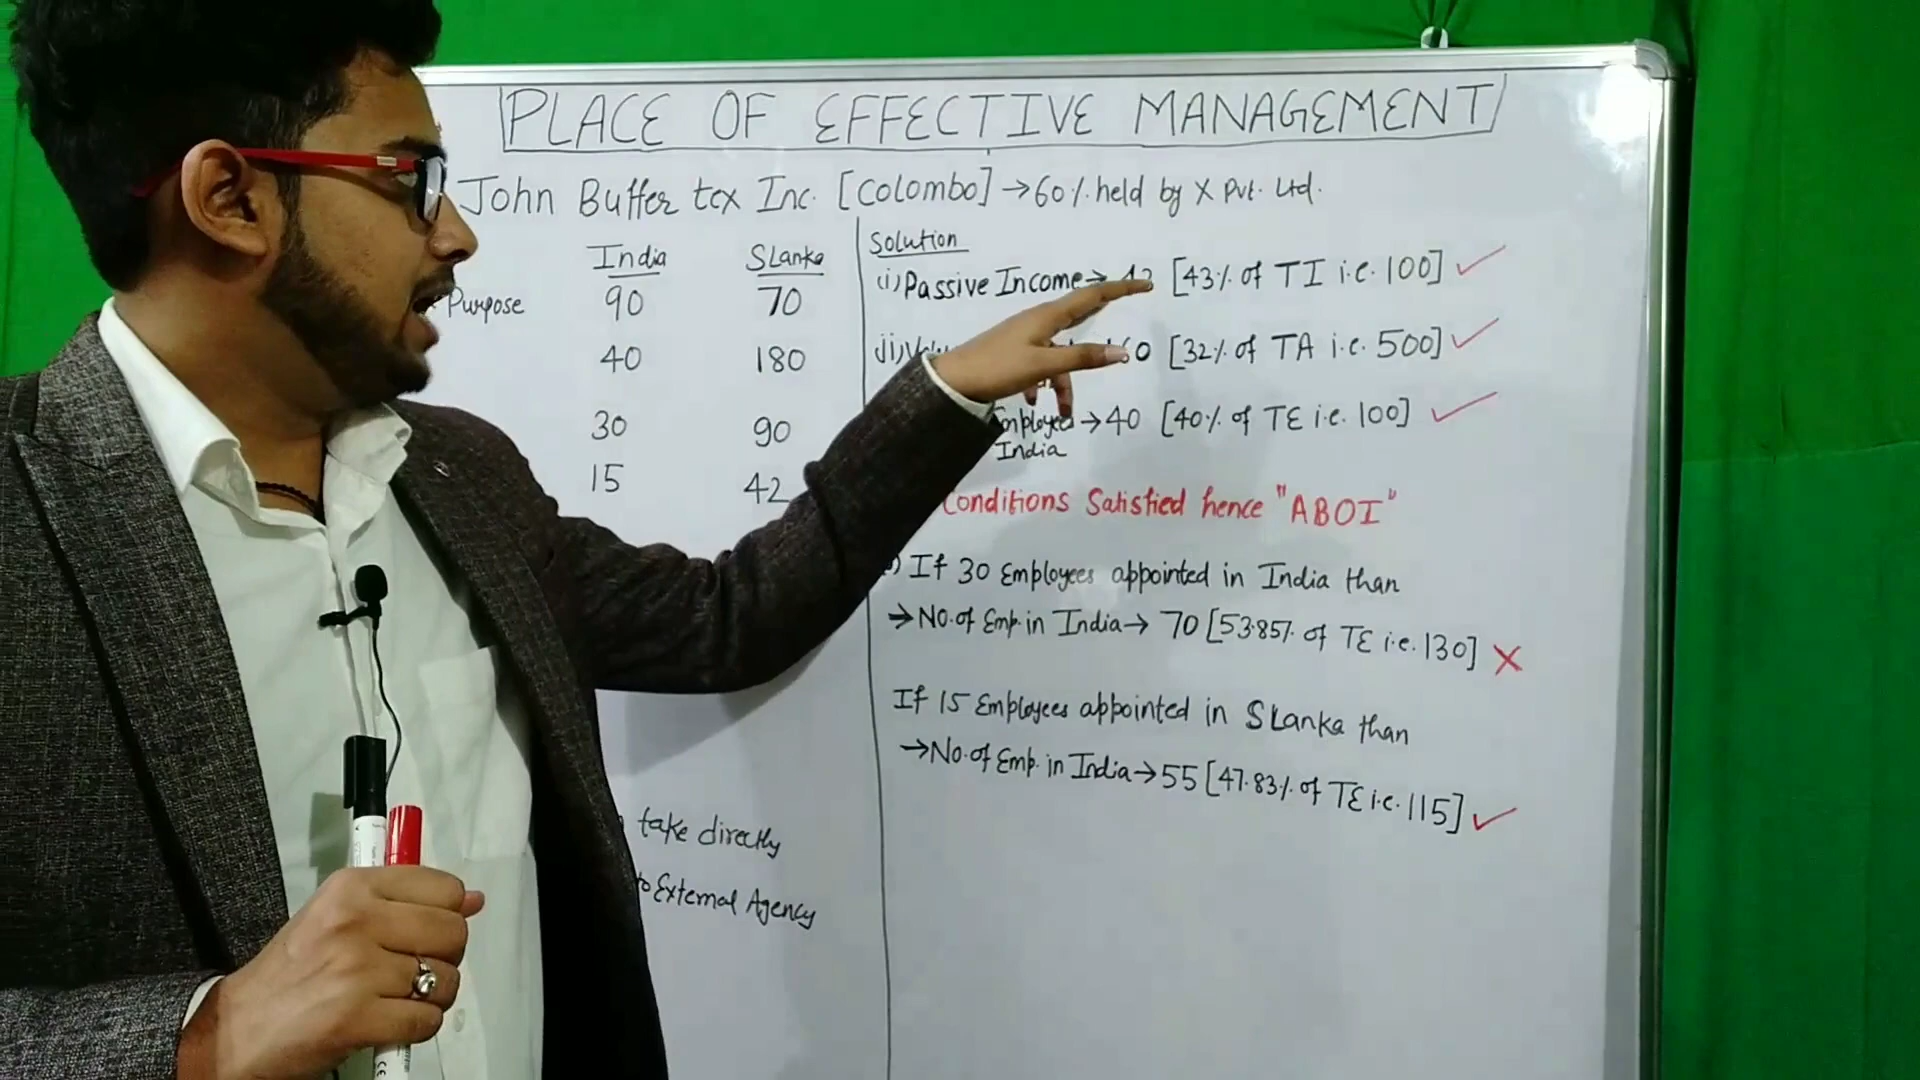 PLACE OF EFFECTIVE MANAGEMENT
John Buffer tex Inc. [Colombo] → 60% held by X Pvt. Ltd.
India SLanka
Purpose 90 70
40 180
30 90
15 42
take directly
to External Agency
Solution
(i) Passive Income → 43 [43% of TI i.e. 100] ✓
(ii) 160 [32% of TA i.e. 500] ✓
Employed → 40 [40% of TE i.e. 100] ✓
India
Conditions Satisfied hence "ABOI"
If 30 Employees appointed in India than
→ No. of Emp. in India → 70 [53.85% of TE i.e. 130] X
If 15 Employees appointed in SLanka than
→ No. of Emp. in India → 55 [47.83% of TE i.e. 115] ✓